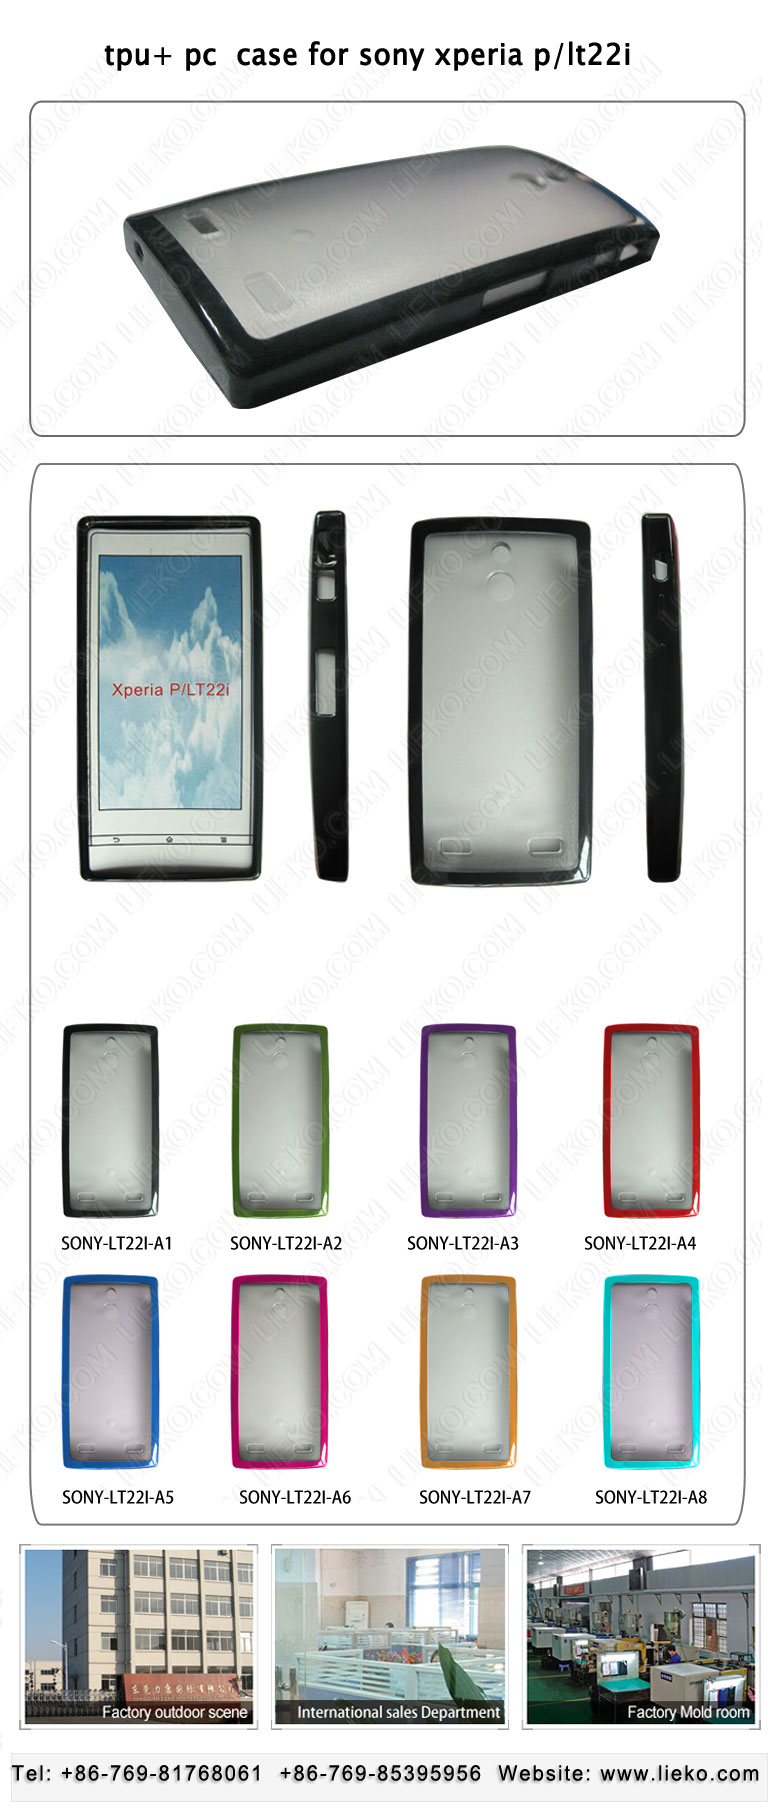 tpu+ pc case for sony xperia p/lt22i
Xperia P/LT22i
SONY-LT22I-A1 SONY-LT22I-A2 SONY-LT22I-A3 SONY-LT22I-A4
SONY-LT22I-A5 SONY-LT22I-A6 SONY-LT22I-A7 SONY-LT22I-A8
Factory outdoor scene
International sales Department
Factory Mold room
Tel: +86-769-81768061 +86-769-85395956 Website: www.lieko.com
LIEKO.COM